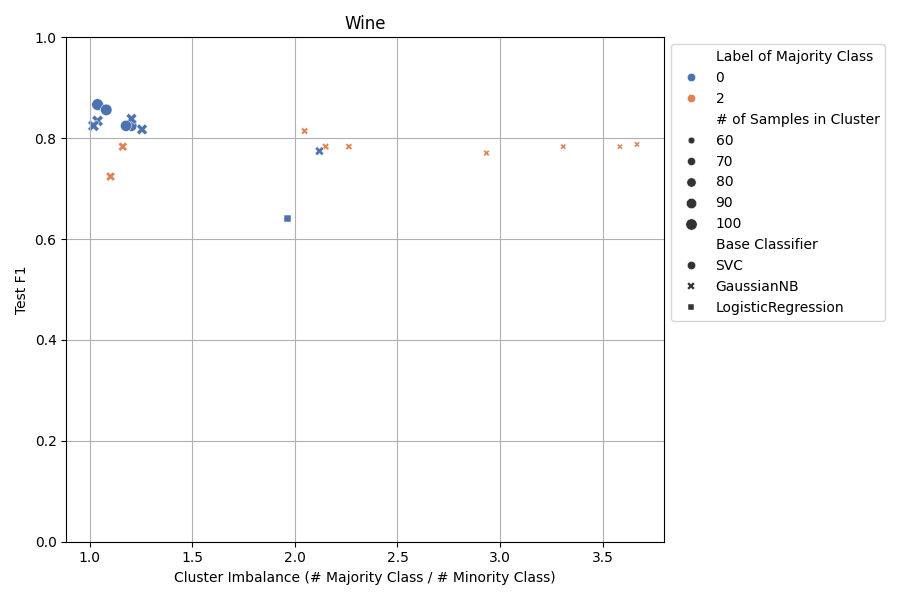 Wine
1.0
0.8
0.6
0.4
0.2
0.0
Test F1
1.0
1.5
2.0
2.5
3.0
3.5
Cluster Imbalance (# Majority Class / # Minority Class)
Label of Majority Class
0
2
# of Samples in Cluster
60
70
80
90
100
Base Classifier
SVC
GaussianNB
LogisticRegression